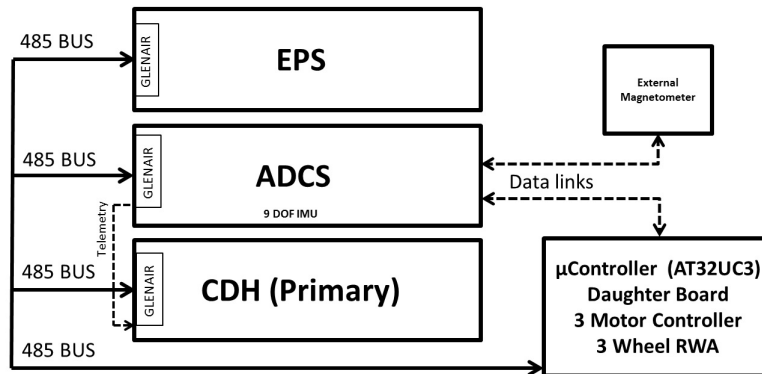 485 BUS
GLENAIR
EPS
External
Magnetometer
485 BUS
GLENAIR
ADCS
9 DOF IMU
Data links
Telemetry
485 BUS
GLENAIR
CDH (Primary)
µController (AT32UC3)
Daughter Board
3 Motor Controller
3 Wheel RWA
485 BUS